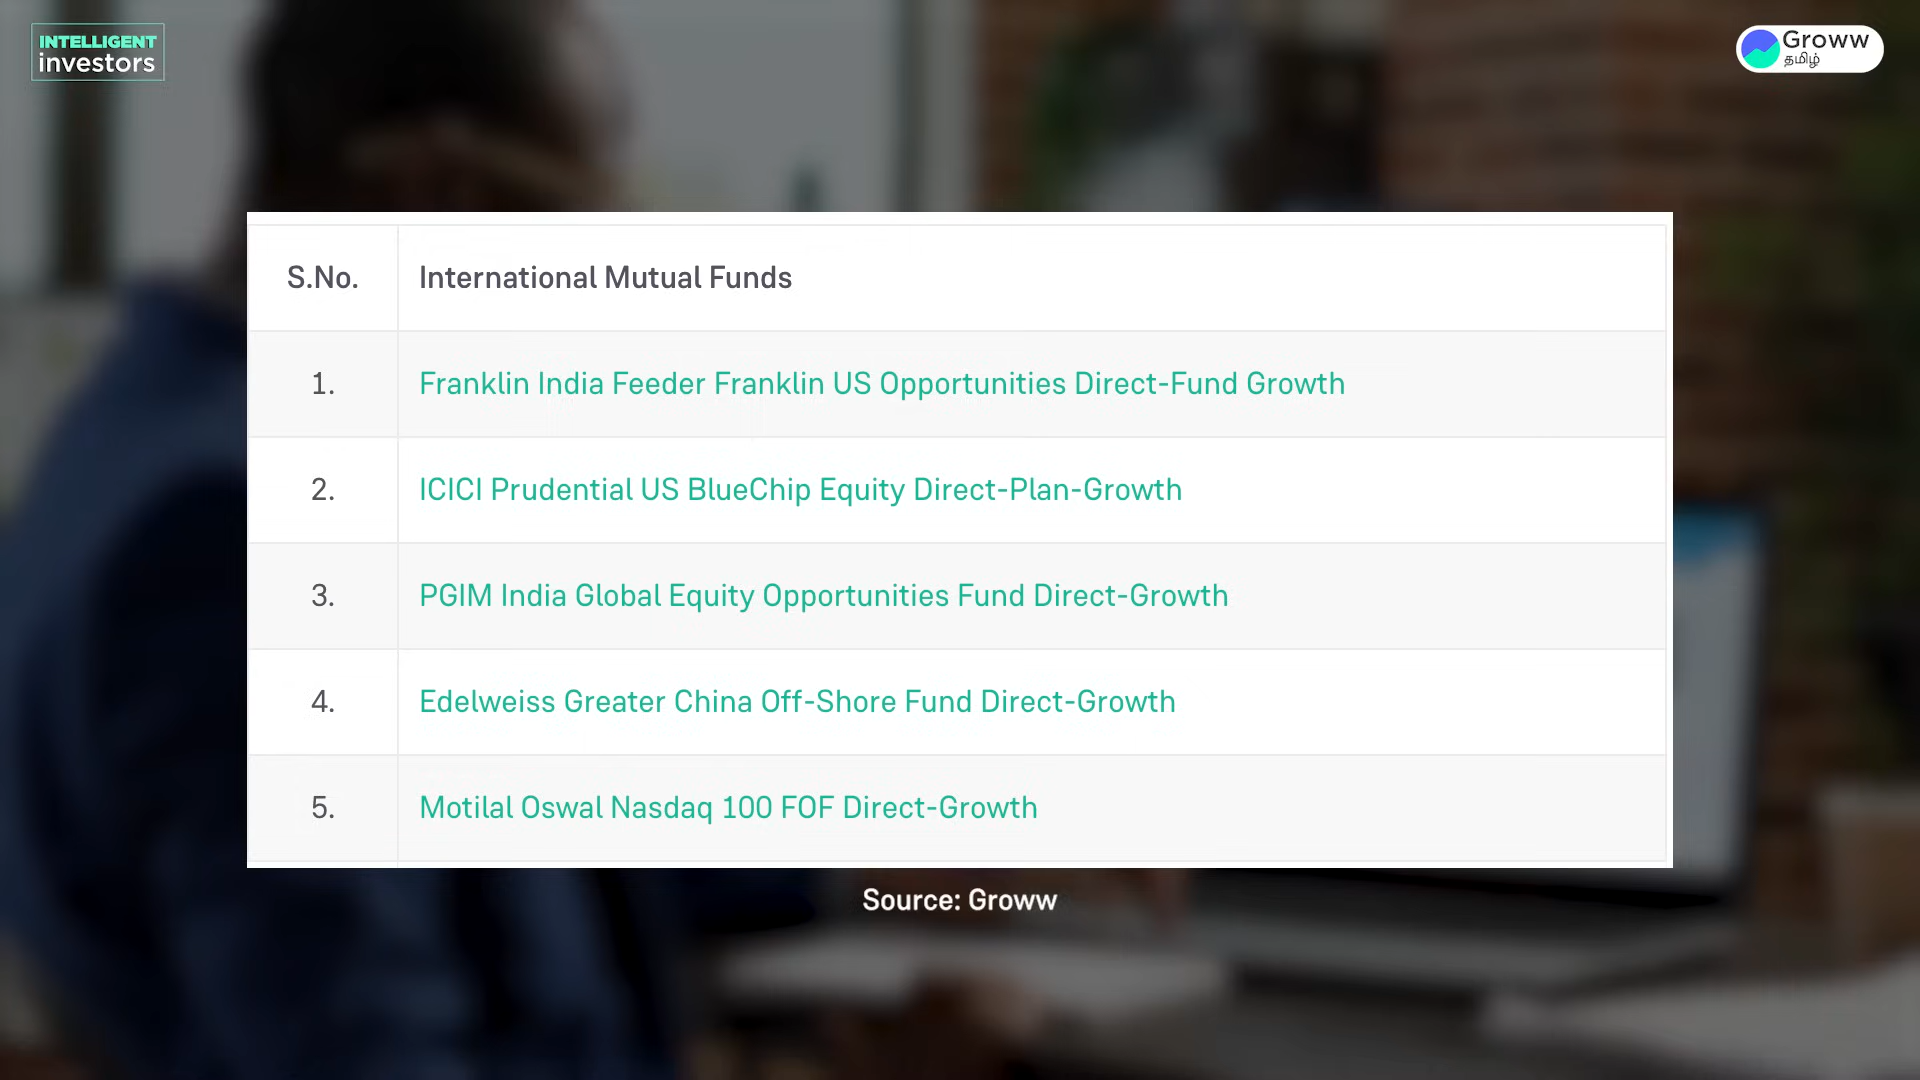 INTELLIGENT
investors
Groww
தமிழ்
S.No. International Mutual Funds
1. Franklin India Feeder Franklin US Opportunities Direct-Fund Growth
2. ICICI Prudential US BlueChip Equity Direct-Plan-Growth
3. PGIM India Global Equity Opportunities Fund Direct-Growth
4. Edelweiss Greater China Off-Shore Fund Direct-Growth
5. Motilal Oswal Nasdaq 100 FOF Direct-Growth
Source: Groww